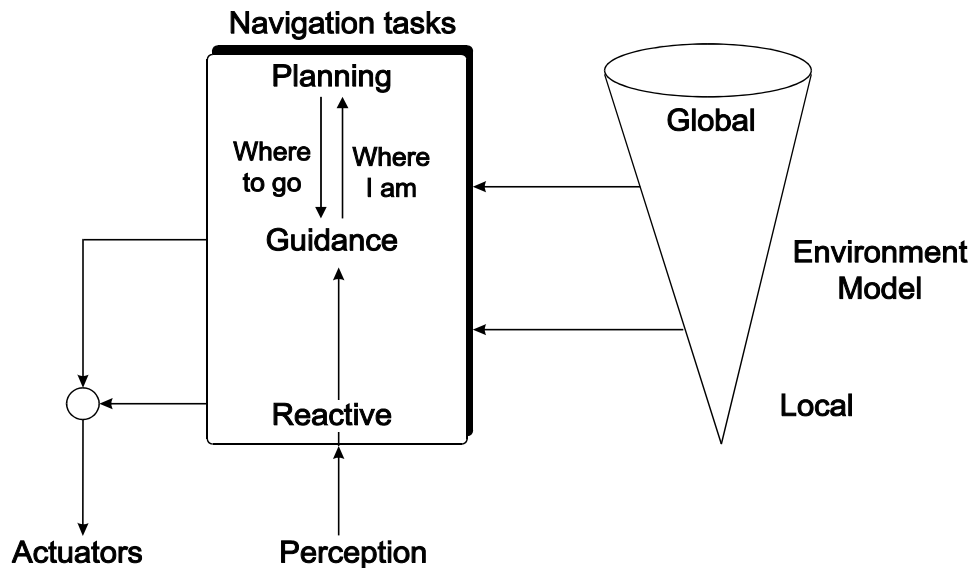 Navigation tasks
Planning
Global
Where
to go
Where
I am
Guidance
Environment
Model
Reactive
Local
Actuators
Perception